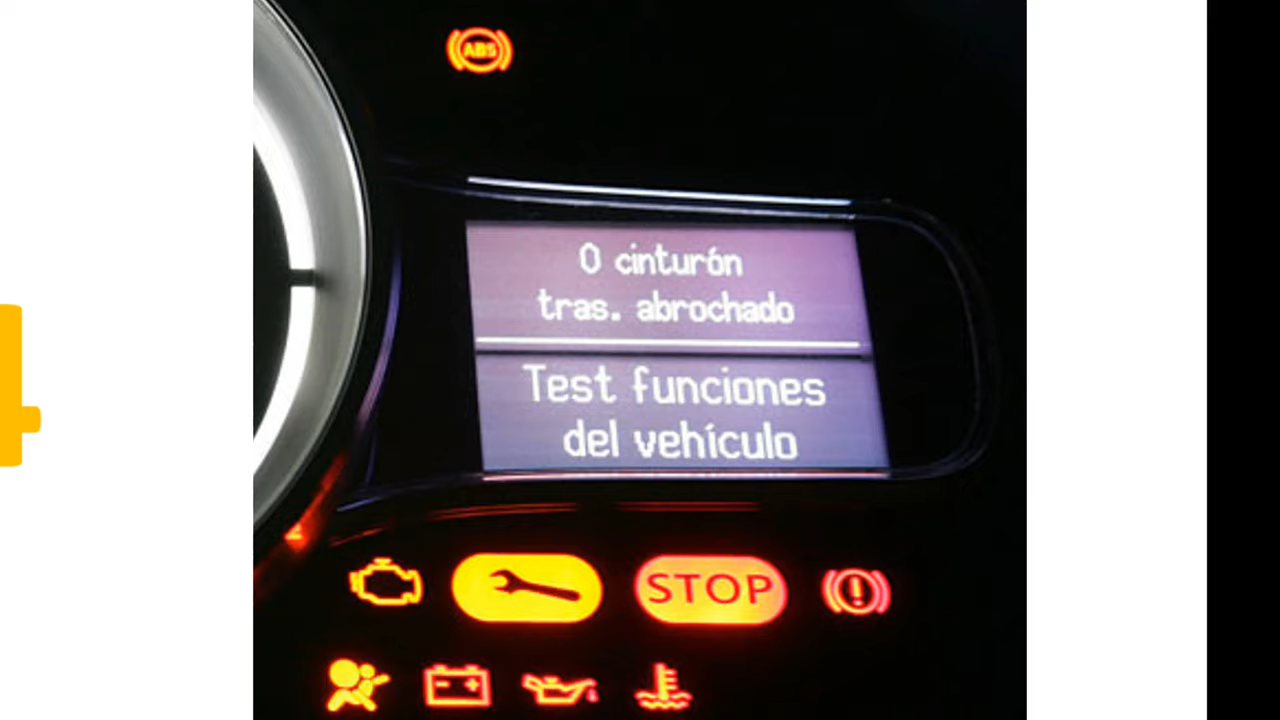 ABS
0 cinturón
tras. abrochado
Test funciones
del vehículo
STOP